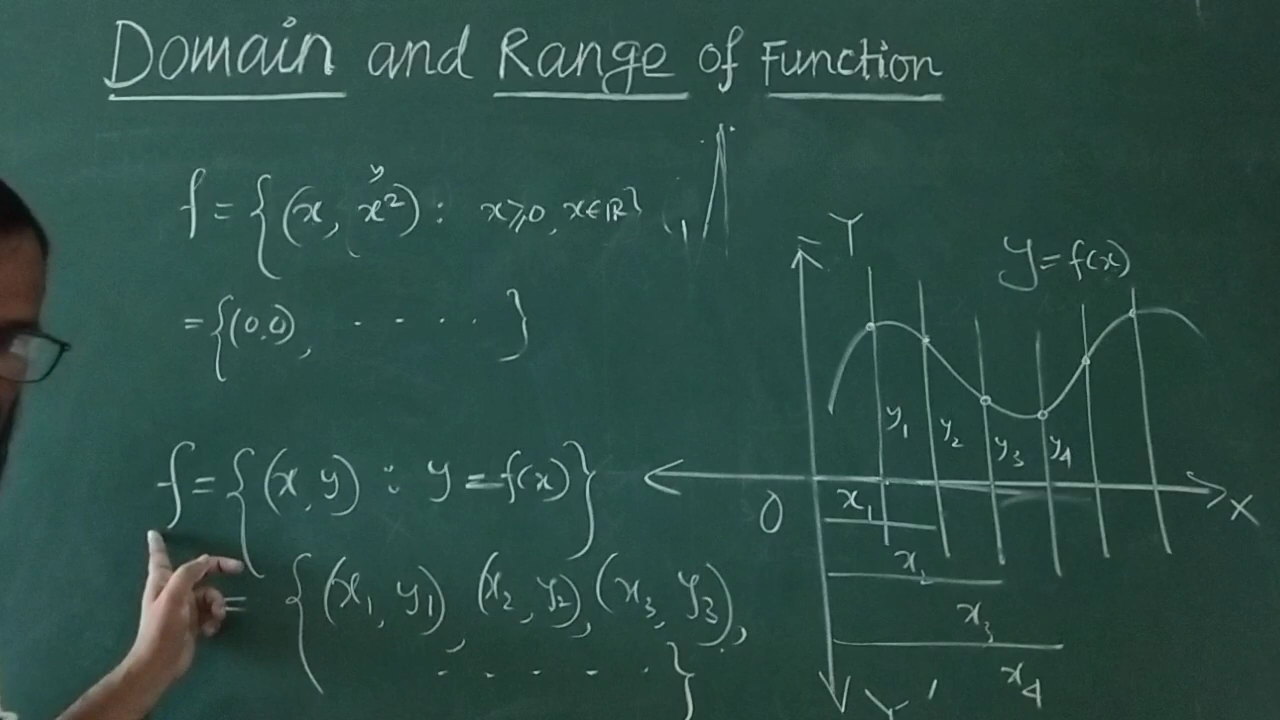 Domain and Range of Function
f = {(x, x²) : x ⩾ 0, x ∈ ℝ}
y
= {(0,0), . . . . }
f = {(x, y) : y = f(x)}
= {(x₁, y₁), (x₂, y₂), (x₃, y₃),
. . . . . }
Y
y = f(x)
y₁ y₂ y₃ y₄
O
x₁
X
x₂
x₃
x₄
Y'